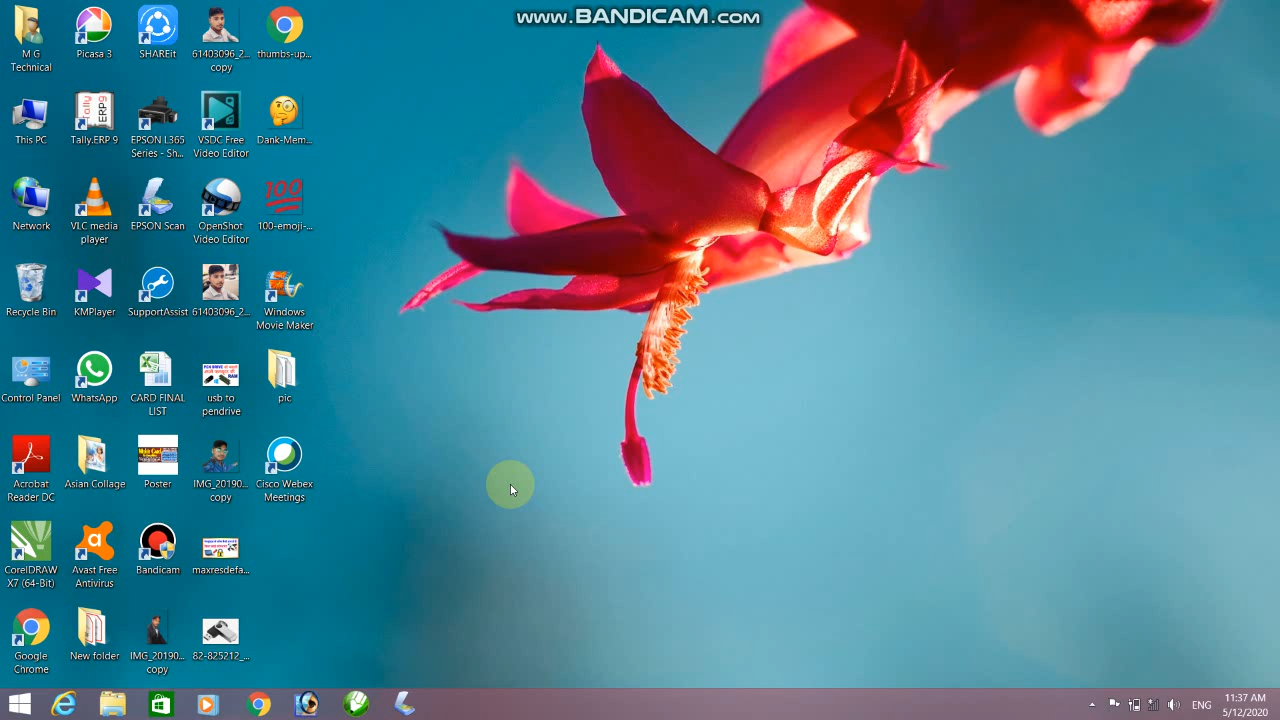 www.BANDICAM.com
M G
Technical
Picasa 3
SHAREit
61403096_2...
copy
thumbs-up...
This PC
Tally.ERP 9
EPSON L365
Series - Sh...
VSDC Free
Video Editor
Dank-Mem...
Network
VLC media
player
EPSON Scan
OpenShot
Video Editor
100-emoji-...
Recycle Bin
KMPlayer
SupportAssist
61403096_2...
Windows
Movie Maker
Control Panel
WhatsApp
CARD FINAL
LIST
usb to
pendrive
pic
Acrobat
Reader DC
Asian Collage
Poster
IMG_20190...
copy
Cisco Webex
Meetings
CorelDRAW
X7 (64-Bit)
Avast Free
Antivirus
Bandicam
maxresdefa...
Google
Chrome
New folder
IMG_20190...
copy
82-825212_...
ENG
11:37 AM
5/12/2020